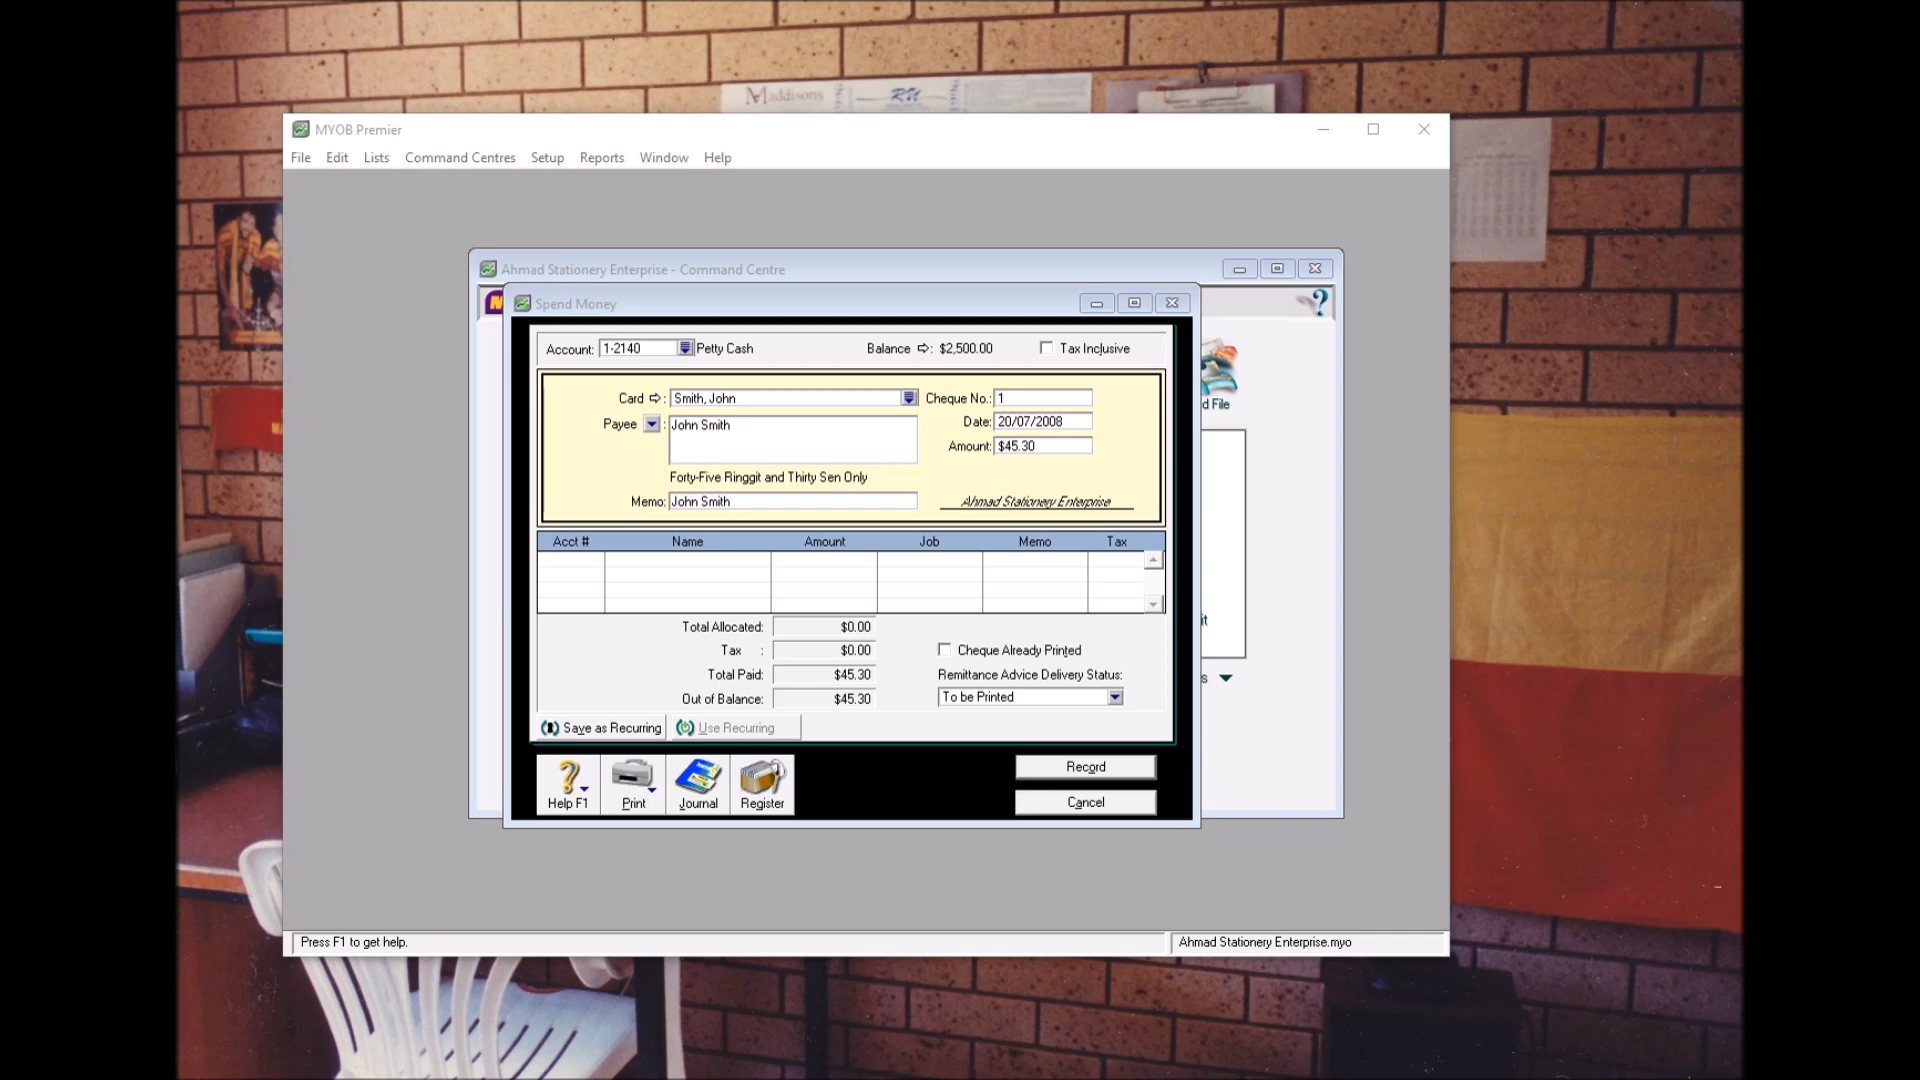 Maddisons RU
MYOB Premier
File Edit Lists Command Centres Setup Reports Window Help
Ahmad Stationery Enterprise - Command Centre
Spend Money
Account: 1-2140 Petty Cash Balance : $2,500.00 Tax Inclusive
Card : Smith, John Cheque No.: 1
Payee : John Smith Date: 20/07/2008
Amount: $45.30
Forty-Five Ringgit and Thirty Sen Only
Memo: John Smith Ahmad Stationery Enterprise
d File
Acct # Name Amount Job Memo Tax
Total Allocated: $0.00
it
Tax : $0.00 Cheque Already Printed
Total Paid: $45.30 Remittance Advice Delivery Status:
Out of Balance: $45.30 To be Printed
s
Save as Recurring Use Recurring
Record
Help F1 Print Journal Register Cancel
Press F1 to get help. Ahmad Stationery Enterprise.myo